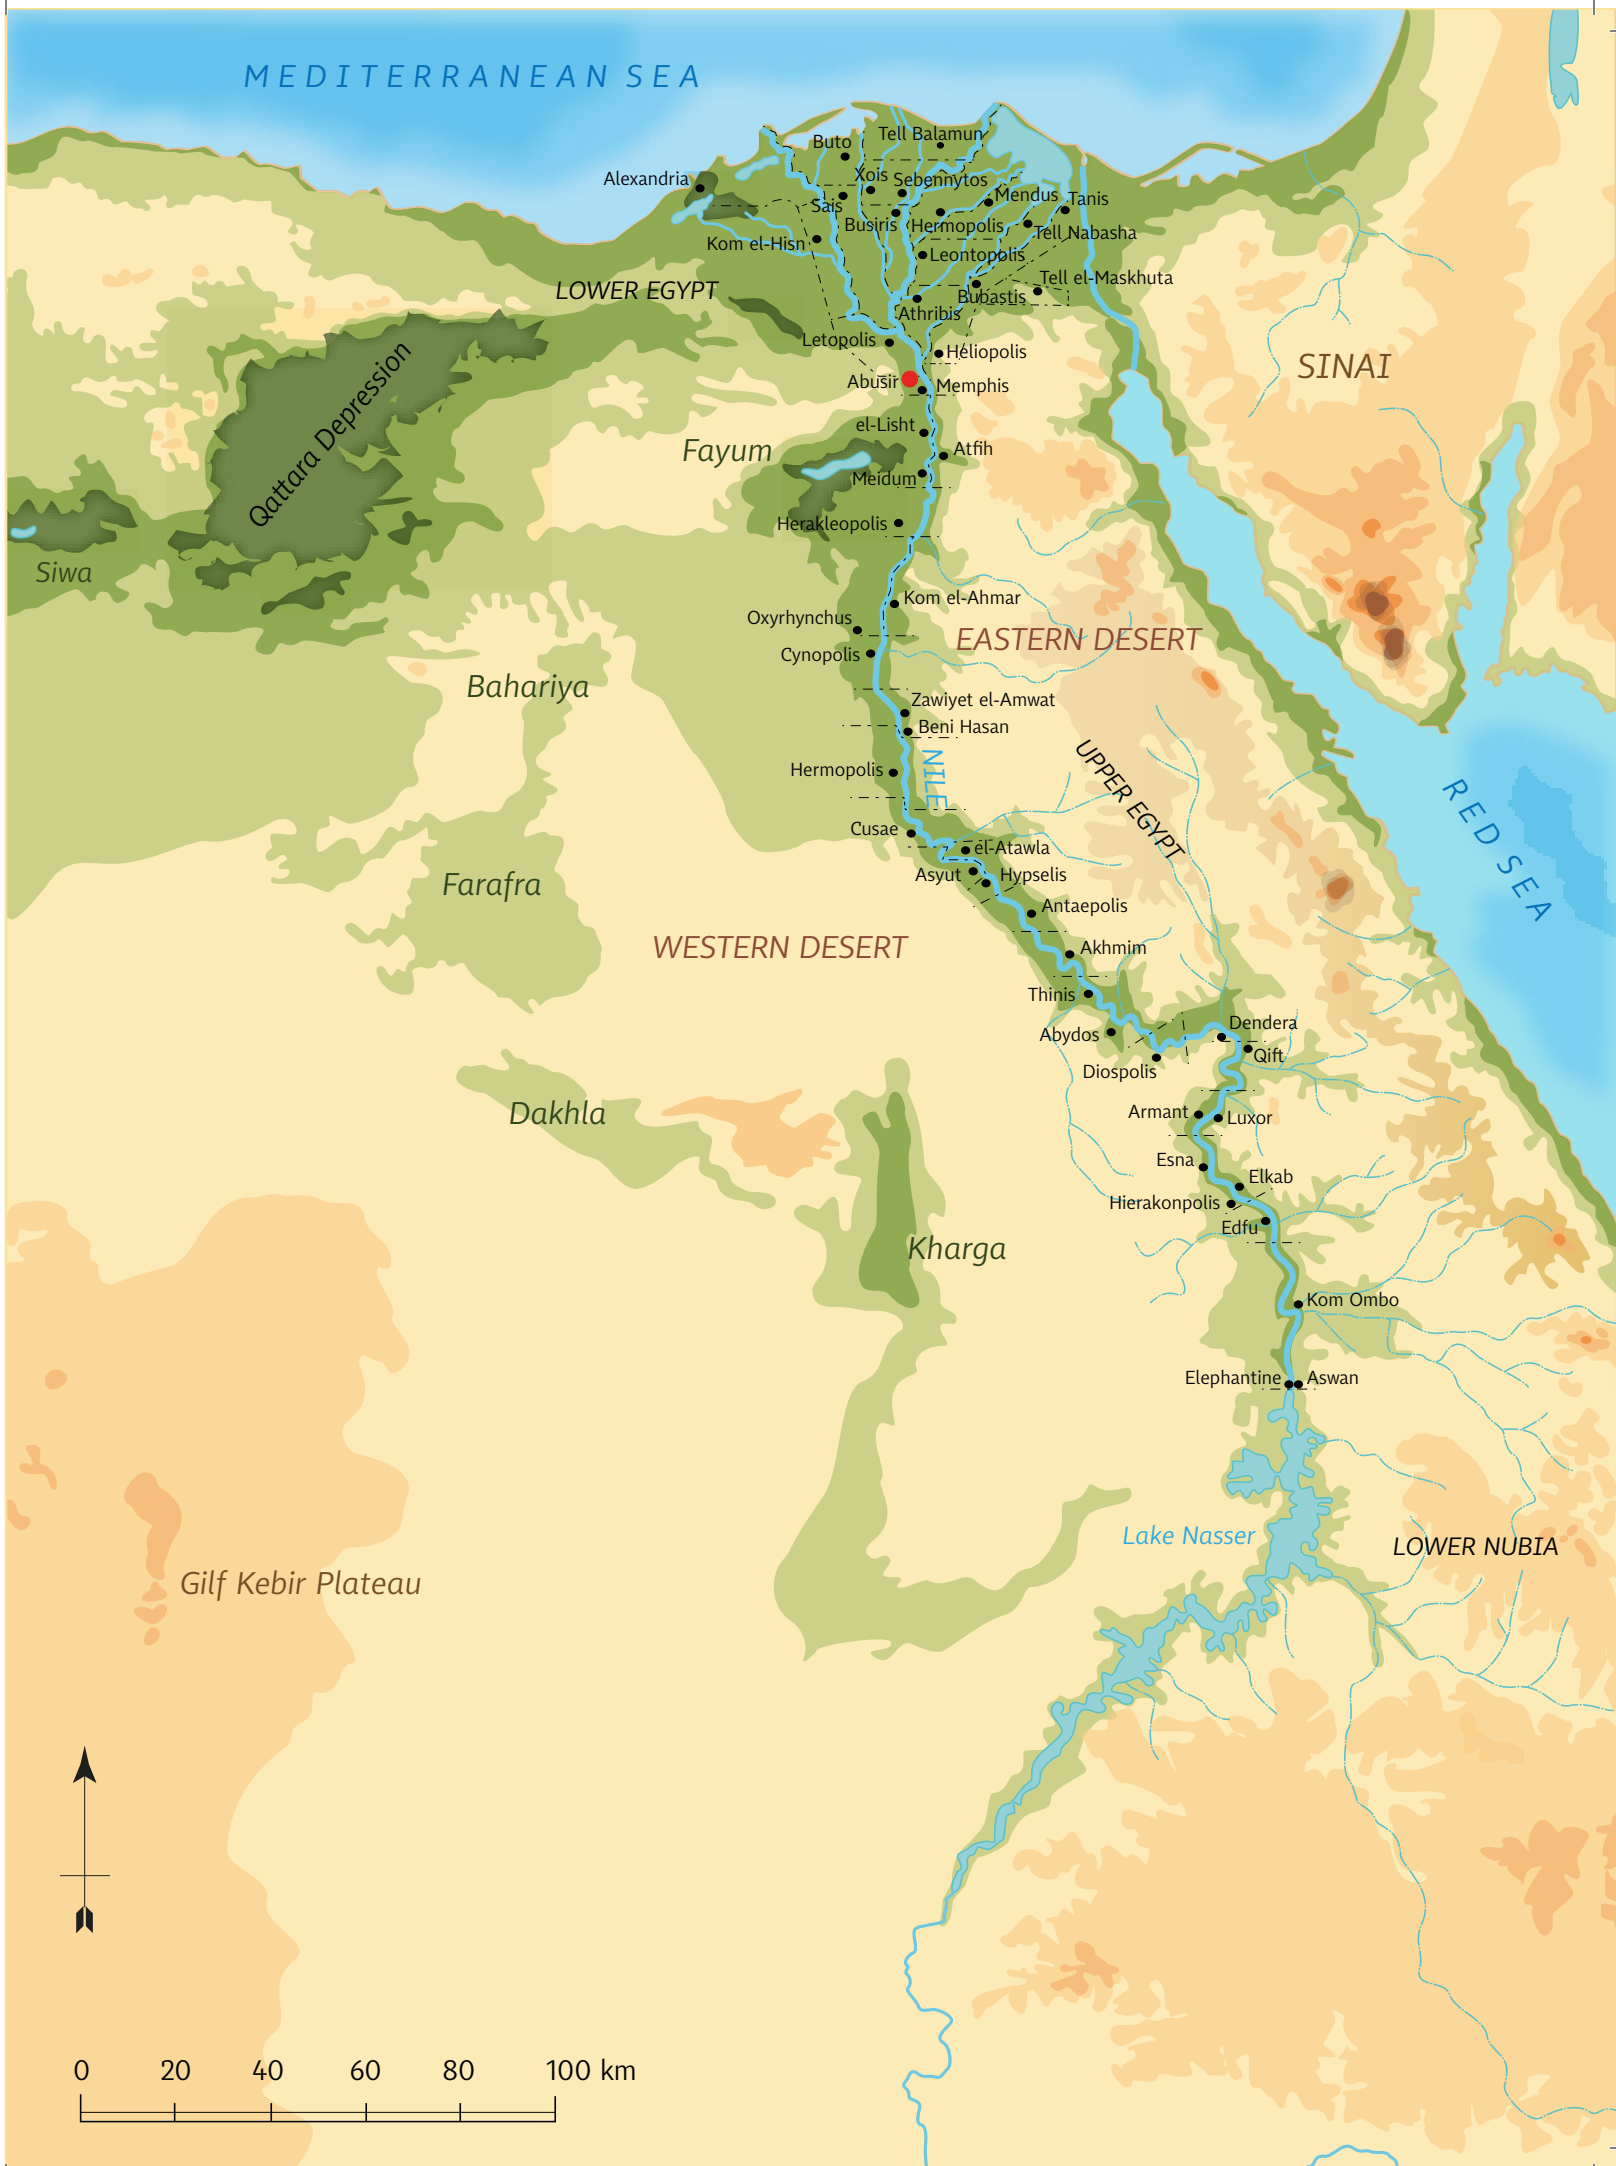 MEDITERRANEAN SEA
Tell Balamun
Buto
Alexandria
Xois
Sebennytos
Mendus
Tanis
Sais
Busiris
Hermopolis
Tell Nabasha
Kom el-Hisn
Leontopolis
Tell el-Maskhuta
LOWER EGYPT
Bubastis
Athribis
Letopolis
Heliopolis
SINAI
Abusir
Memphis
Qattara Depression
el-Lisht
Fayum
Atfih
Meidum
Herakleopolis
Siwa
Kom el-Ahmar
Oxyrhynchus
EASTERN DESERT
Cynopolis
Bahariya
Zawiyet el-Amwat
Beni Hasan
Hermopolis
NILE
UPPER EGYPT
RED SEA
Cusae
el-Atawla
Asyut
Hypselis
Farafra
Antaepolis
WESTERN DESERT
Akhmim
Thinis
Dendera
Abydos
Qift
Diospolis
Dakhla
Armant
Luxor
Esna
Elkab
Hierakonpolis
Edfu
Kharga
Kom Ombo
Elephantine
Aswan
Lake Nasser
LOWER NUBIA
Gilf Kebir Plateau
0 20 40 60 80 100 km